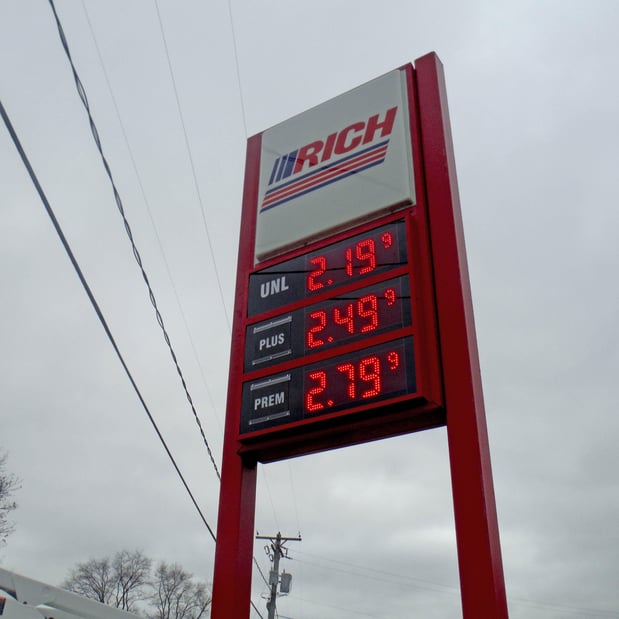 RICH
UNL 2.19 9
PLUS 2.49 9
PREM 2.79 9